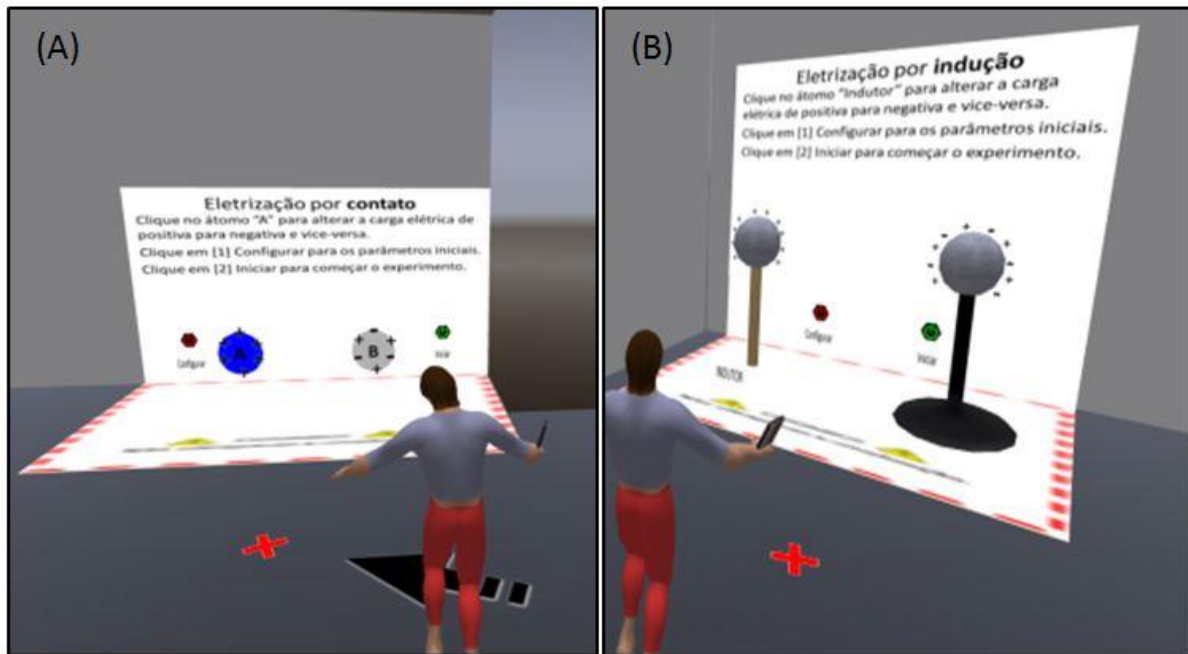 (A)
Eletrização por contato
Clique no átomo "A" para alterar a carga elétrica de
positiva para negativa e vice-versa.
Clique em [1] Configurar para os parâmetros iniciais.
Clique em [2] Iniciar para começar o experimento.
Configurar
A
B
Iniciar
(B)
Eletrização por indução
Clique no átomo "Indutor" para alterar a carga
elétrica de positiva para negativa e vice-versa.
Clique em [1] Configurar para os parâmetros iniciais.
Clique em [2] Iniciar para começar o experimento.
Configurar
Iniciar
INDUTOR